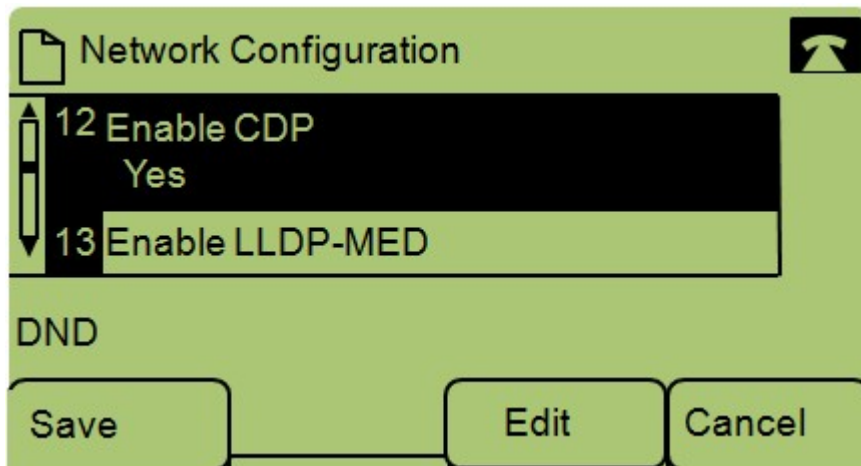 Network Configuration
12 Enable CDP
Yes
13 Enable LLDP-MED
DND
Save Edit Cancel